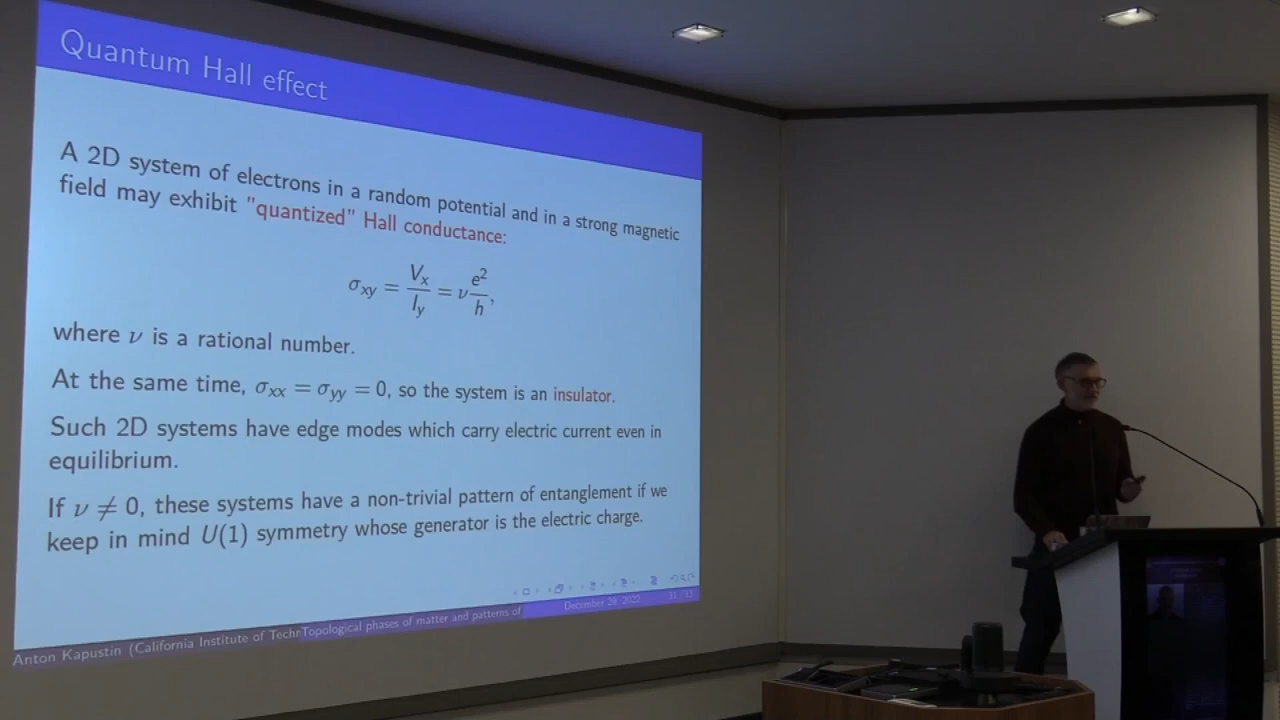 Quantum Hall effect
A 2D system of electrons in a random potential and in a strong magnetic
field may exhibit "quantized" Hall conductance:
σxy = Vx / Iy = ν e² / h,
where ν is a rational number.
At the same time, σxx = σyy = 0, so the system is an insulator.
Such 2D systems have edge modes which carry electric current even in
equilibrium.
If ν ≠ 0, these systems have a non-trivial pattern of entanglement if we
keep in mind U(1) symmetry whose generator is the electric charge.
Anton Kapustin (California Institute of Techn Topological phases of matter and patterns of December 28, 2022